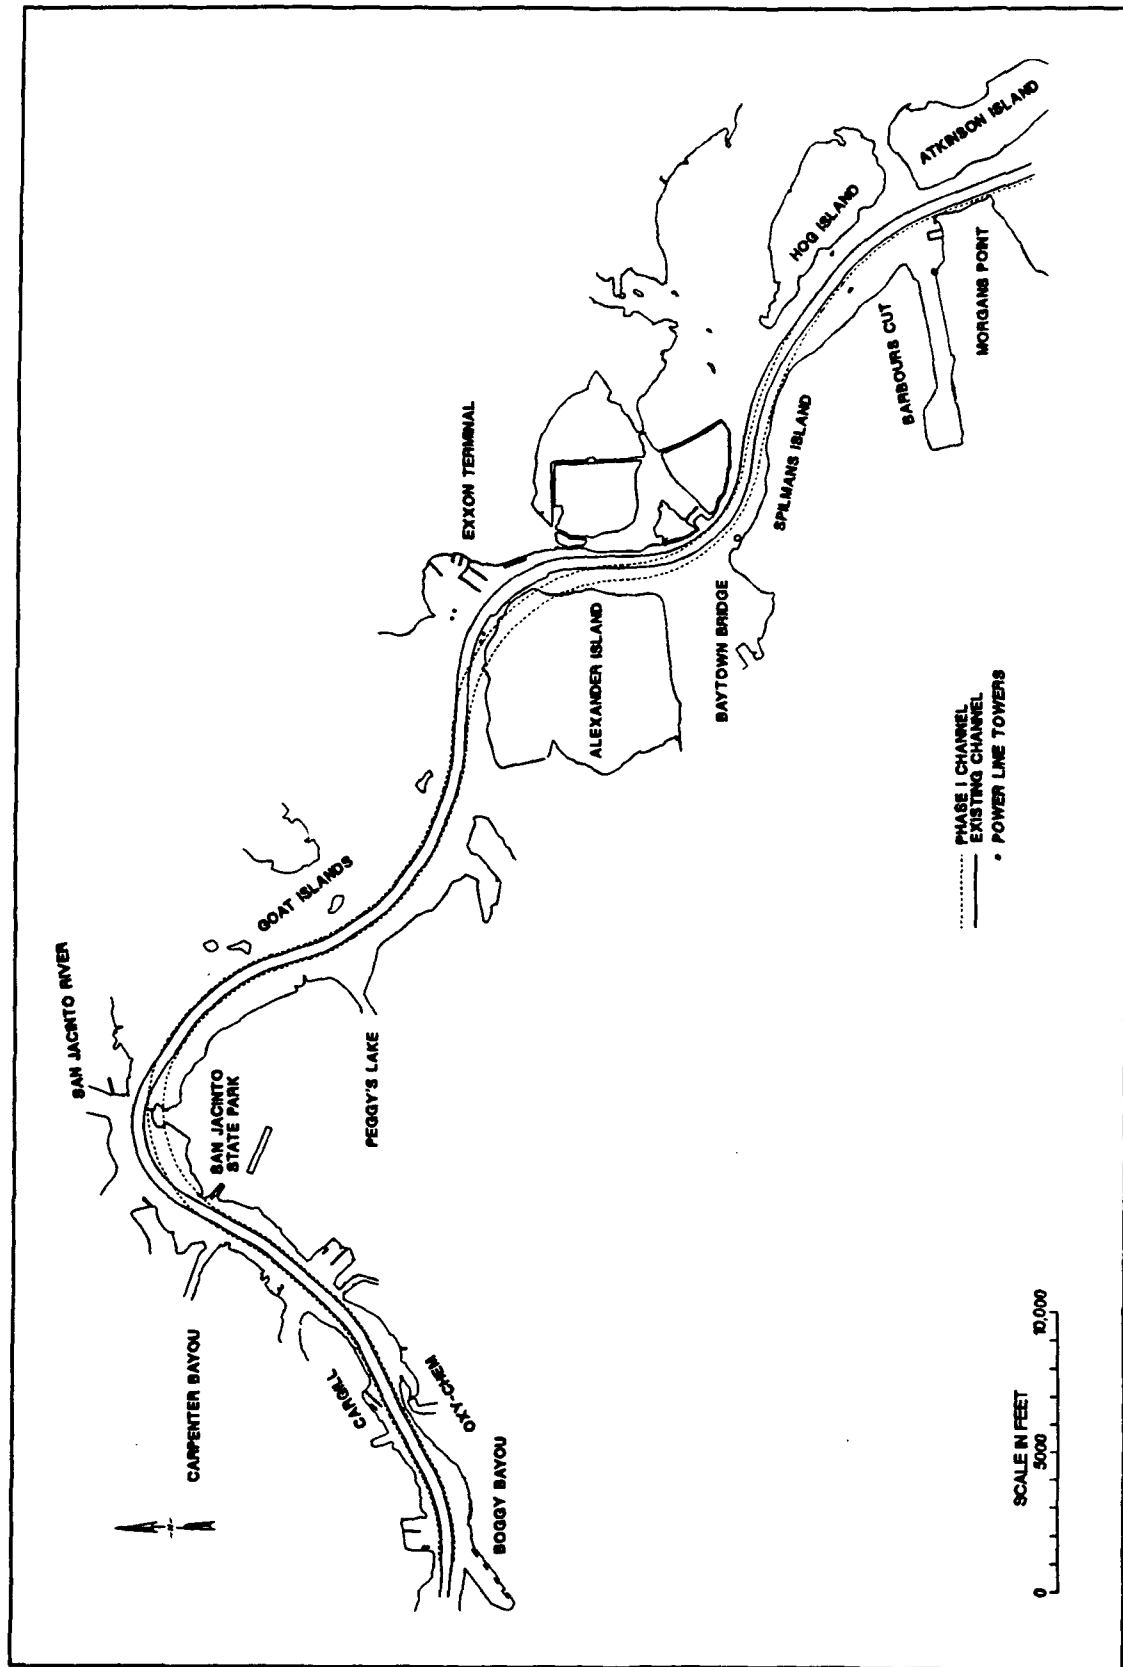 SAN JACINTO RIVER
CARPENTER BAYOU
N
SAN JACINTO
STATE PARK
GOAT ISLANDS
PEGGY'S LAKE
CARGILL
OXY-CHEM
BOGGY BAYOU
EXXON TERMINAL
ALEXANDER ISLAND
BAYTOWN BRIDGE
SPILMANS ISLAND
HOG ISLAND
ATKINSON ISLAND
BARBOURS CUT
MORGANS POINT
PHASE I CHANNEL
EXISTING CHANNEL
POWER LINE TOWERS
SCALE IN FEET
0 5000 10,000